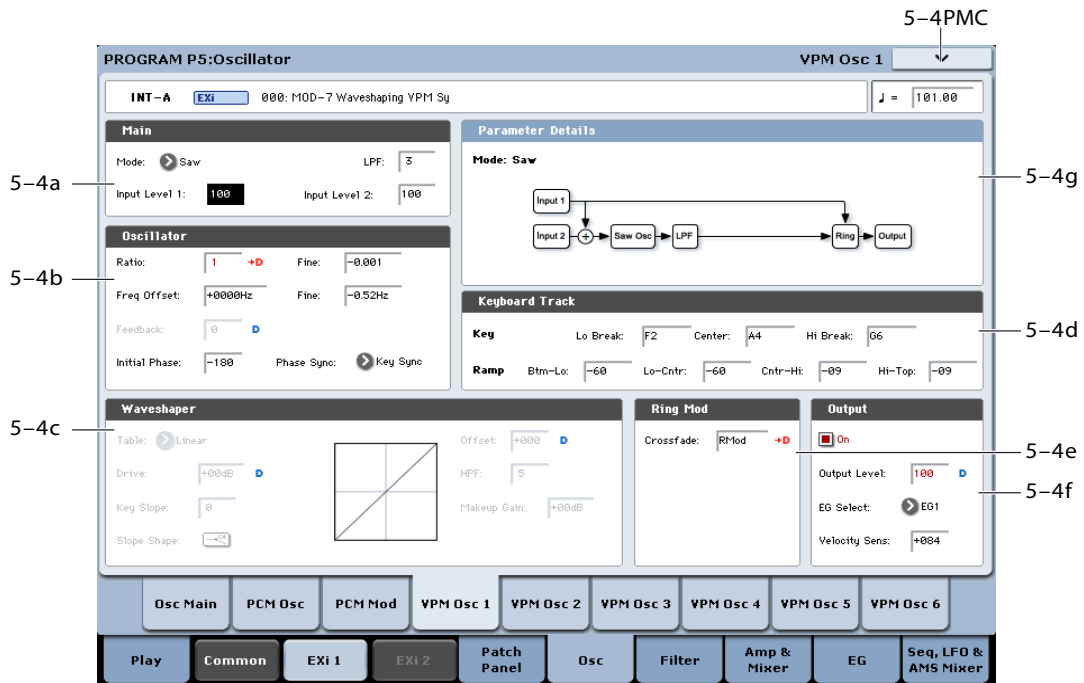 5-4PMC
PROGRAM P5:Oscillator
VPM Osc 1
INT-A EXi 000: MOD-7 Waveshaping VPM Sy
♩ = 101.00
5-4a
Main
Mode: Saw LPF: 3
Input Level 1: 100 Input Level 2: 100
5-4b
Oscillator
Ratio: 1 →D Fine: -0.001
Freq Offset: +0000Hz Fine: -0.52Hz
Feedback: 0 D
Initial Phase: -180 Phase Sync: Key Sync
5-4g
Parameter Details
Mode: Saw
Input 1
Input 2 + Saw Osc LPF Ring Output
5-4d
Keyboard Track
Key Lo Break: F2 Center: A4 Hi Break: G6
Ramp Btm-Lo: -60 Lo-Cntr: -60 Cntr-Hi: -09 Hi-Top: -09
5-4c
Waveshaper
Table: Linear Offset: +000 D
Drive: +00dB D HPF: 5
Key Slope: 0 Makeup Gain: +00dB
Slope Shape: C4
5-4e
Ring Mod
Crossfade: RMod →D
5-4f
Output
On
Output Level: 100 D
EG Select: EG1
Velocity Sens: +084
Osc Main PCM Osc PCM Mod VPM Osc 1 VPM Osc 2 VPM Osc 3 VPM Osc 4 VPM Osc 5 VPM Osc 6
Play Common EXi 1 EXi 2 Patch Panel Osc Filter Amp & Mixer EG Seq, LFO & AMS Mixer